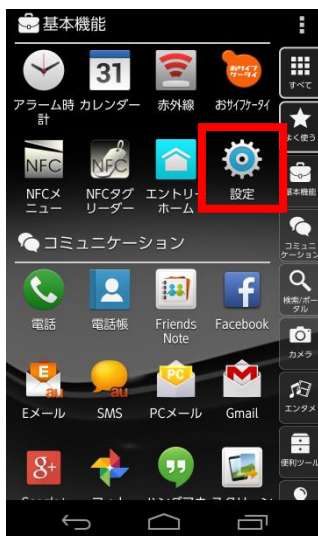 基本機能
31
おサイフ
ケータイ
アラーム時
計
カレンダー
赤外線
おサイフケータイ
すべて
よく使う
NFC
NFC
NFCメ
ニュー
NFCタグ
リーダー
エントリー
ホーム
設定
基本機能
コミュニケーション
コミュニ
ケーション
電話
電話帳
Friends
Note
Facebook
検索/ポー
タル
カメラ
E
au
au
PC
Eメール
SMS
PCメール
Gmail
エンタメ
便利ツール
8+